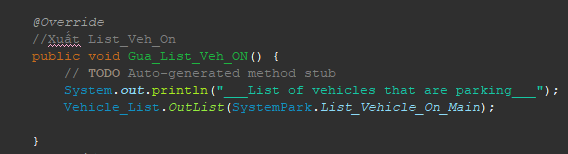 @Override
//Xuất List_Veh_On
public void Gua_List_Veh_ON() {
// TODO Auto-generated method stub
System.out.println("___List of vehicles that are parking___");
Vehicle_List.OutList(SystemPark.List_Vehicle_On_Main);
}